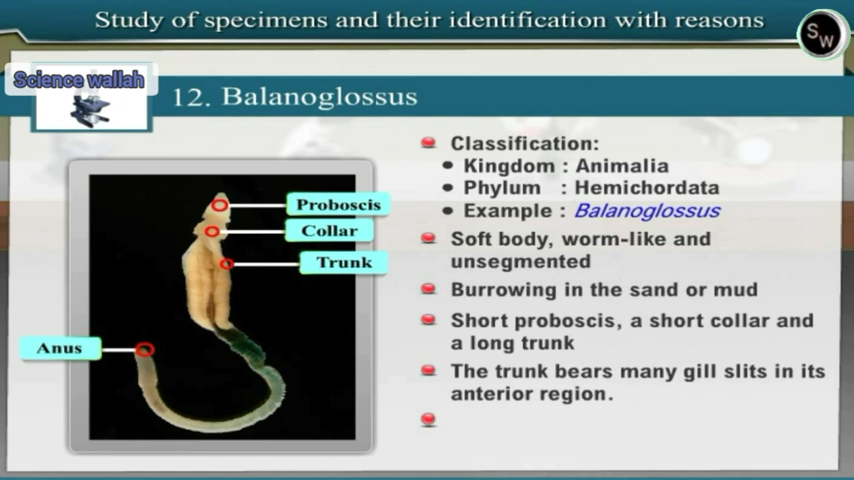 Study of specimens and their identification with reasons
SW
Science wallah
12. Balanoglossus
Proboscis
Collar
Trunk
Anus
Classification:
Kingdom : Animalia
Phylum : Hemichordata
Example : Balanoglossus
Soft body, worm-like and
unsegmented
Burrowing in the sand or mud
Short proboscis, a short collar and
a long trunk
The trunk bears many gill slits in its
anterior region.